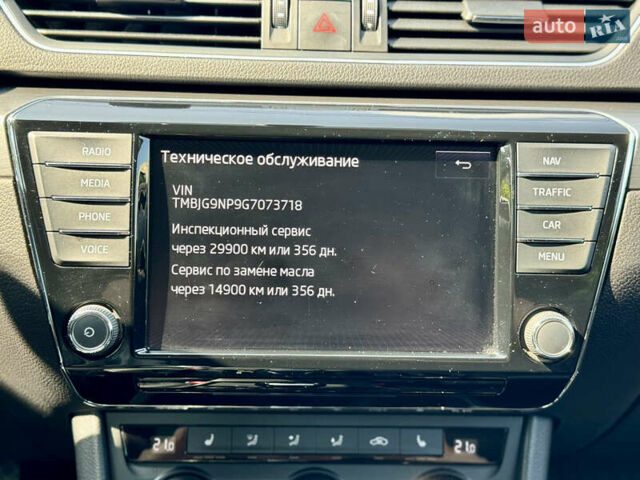 auto RIA
RADIO
MEDIA
PHONE
VOICE
Техническое обслуживание
VIN
TMBJG9NP9G7073718
Инспекционный сервис
через 29900 км или 356 дн.
Сервис по замене масла
через 14900 км или 356 дн.
NAV
TRAFFIC
CAR
MENU
21.0
21.0